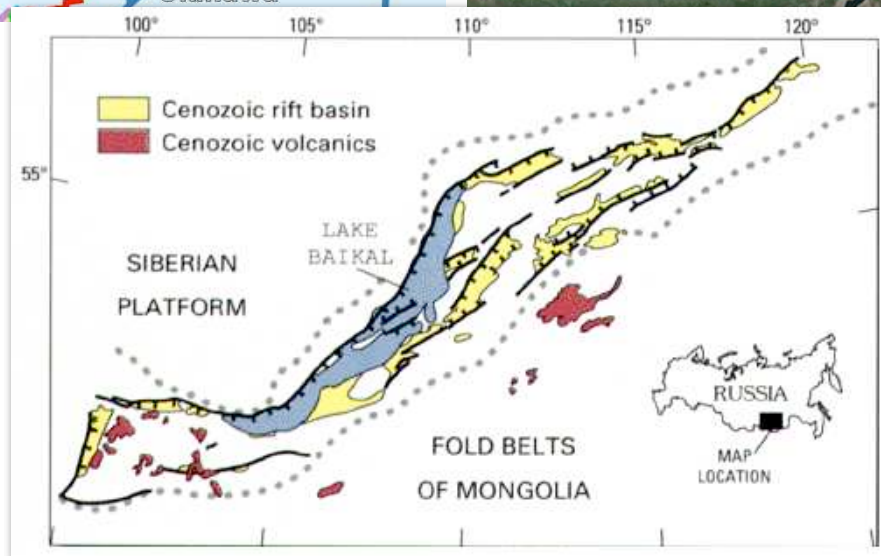 100°
105°
110°
115°
120°
Cenozoic rift basin
Cenozoic volcanics
55°
LAKE
BAIKAL
SIBERIAN
PLATFORM
RUSSIA
MAP
LOCATION
FOLD BELTS
OF MONGOLIA